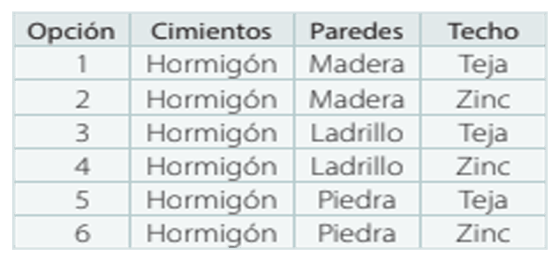 Opción Cimientos Paredes Techo
1 Hormigón Madera Teja
2 Hormigón Madera Zinc
3 Hormigón Ladrillo Teja
4 Hormigón Ladrillo Zinc
5 Hormigón Piedra Teja
6 Hormigón Piedra Zinc